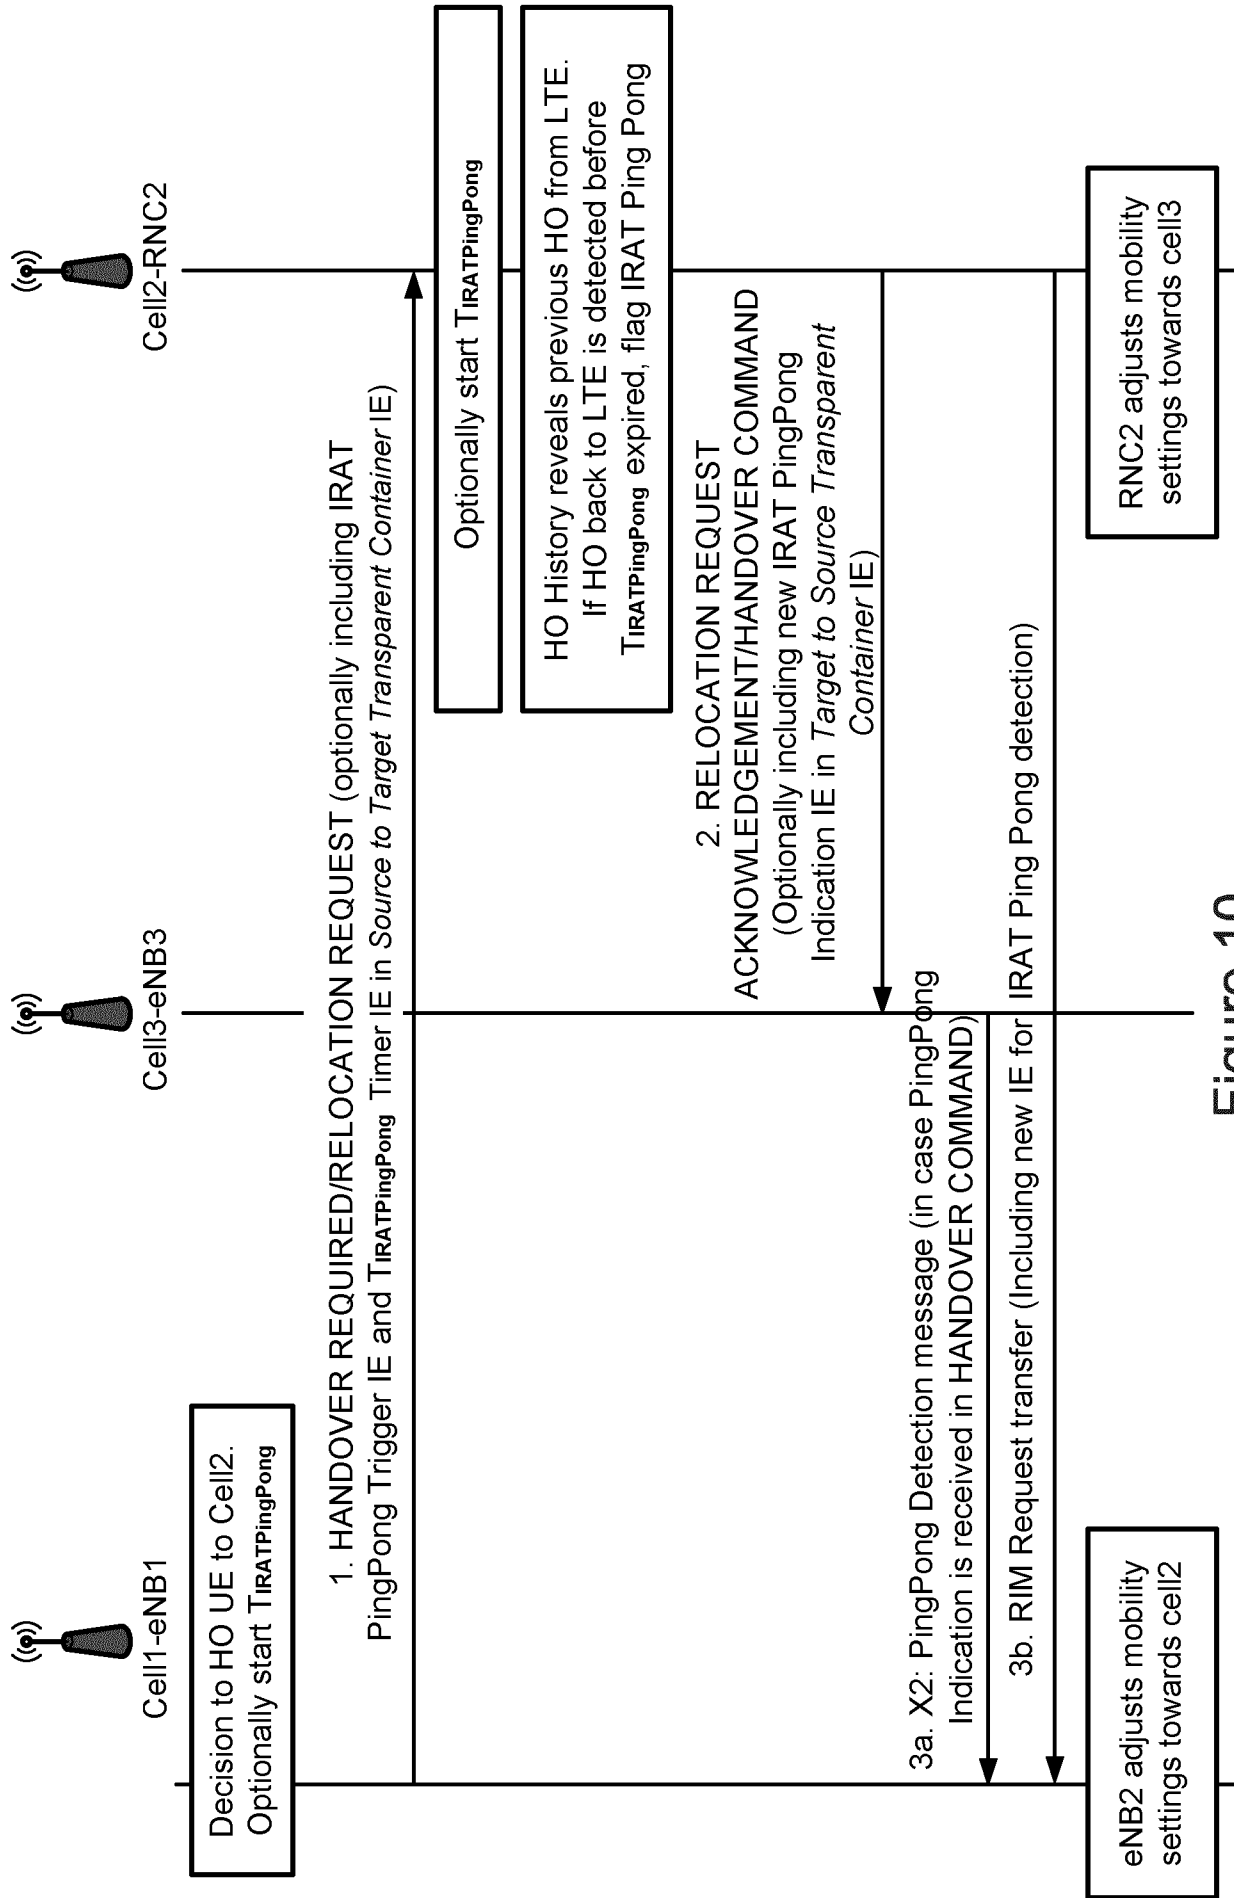 Cell1-eNB1
Cell3-eNB3
Cell2-RNC2
Decision to HO UE to Cell2.
Optionally start TIRATPingPong
1. HANDOVER REQUIRED/RELOCATION REQUEST (optionally including IRAT
PingPong Trigger IE and TIRATPingPong Timer IE in Source to Target Transparent Container IE)
Optionally start TIRATPingPong
HO History reveals previous HO from LTE.
If HO back to LTE is detected before
TIRATPingPong expired, flag IRAT Ping Pong
2. RELOCATION REQUEST
ACKNOWLEDGEMENT/HANDOVER COMMAND
(Optionally including new IRAT PingPong
Indication IE in Target to Source Transparent
Container IE)
3a. X2: PingPong Detection message (in case PingPong
Indication is received in HANDOVER COMMAND)
3b. RIM Request transfer (Including new IE for IRAT Ping Pong detection)
eNB2 adjusts mobility
settings towards cell2
RNC2 adjusts mobility
settings towards cell3
Figure 10